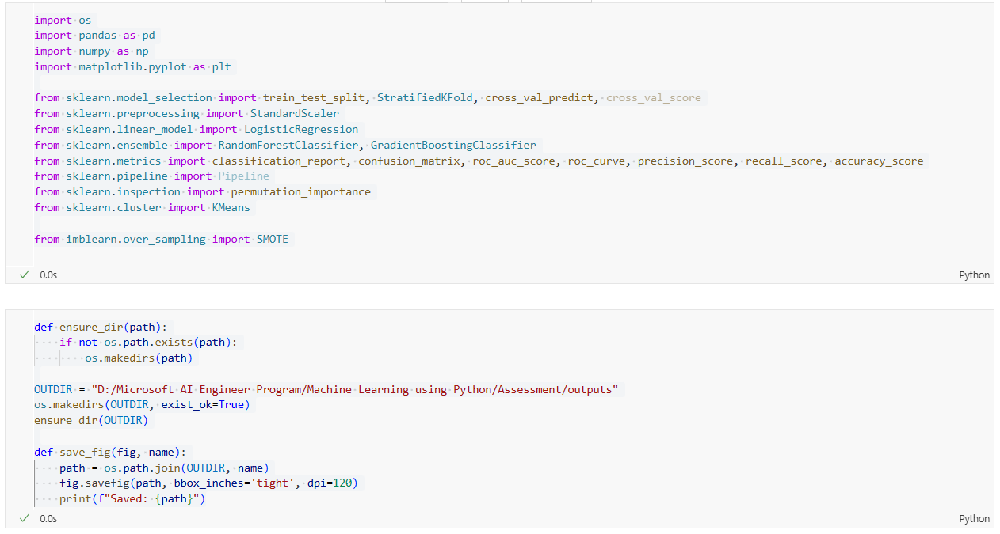 import os
import pandas as pd
import numpy as np
import matplotlib.pyplot as plt

from sklearn.model_selection import train_test_split, StratifiedKFold, cross_val_predict, cross_val_score
from sklearn.preprocessing import StandardScaler
from sklearn.linear_model import LogisticRegression
from sklearn.ensemble import RandomForestClassifier, GradientBoostingClassifier
from sklearn.metrics import classification_report, confusion_matrix, roc_auc_score, roc_curve, precision_score, recall_score, accuracy_score
from sklearn.pipeline import Pipeline
from sklearn.inspection import permutation_importance
from sklearn.cluster import KMeans

from imblearn.over_sampling import SMOTE
✓ 0.0s Python
def ensure_dir(path):
    if not os.path.exists(path):
        os.makedirs(path)

OUTDIR = "D:/Microsoft AI Engineer Program/Machine Learning using Python/Assessment/outputs"
os.makedirs(OUTDIR, exist_ok=True)
ensure_dir(OUTDIR)

def save_fig(fig, name):
    path = os.path.join(OUTDIR, name)
    fig.savefig(path, bbox_inches='tight', dpi=120)
    print(f"Saved: {path}")
✓ 0.0s Python